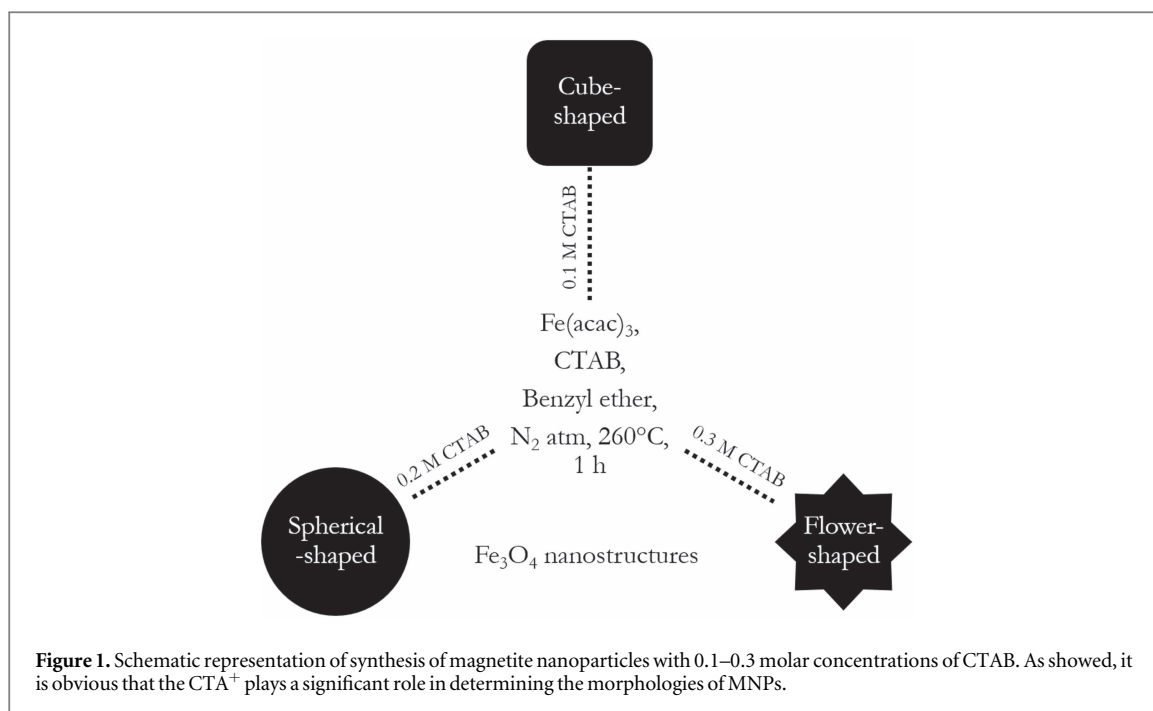 Cube-
shaped
0.1 M CTAB
Fe(acac)₃,
CTAB,
Benzyl ether,
N₂ atm, 260°C,
1 h
0.2 M CTAB
0.3 M CTAB
Spherical
-shaped
Flower-
shaped
Fe₃O₄ nanostructures
Figure 1. Schematic representation of synthesis of magnetite nanoparticles with 0.1–0.3 molar concentrations of CTAB. As showed, it
is obvious that the CTA⁺ plays a significant role in determining the morphologies of MNPs.